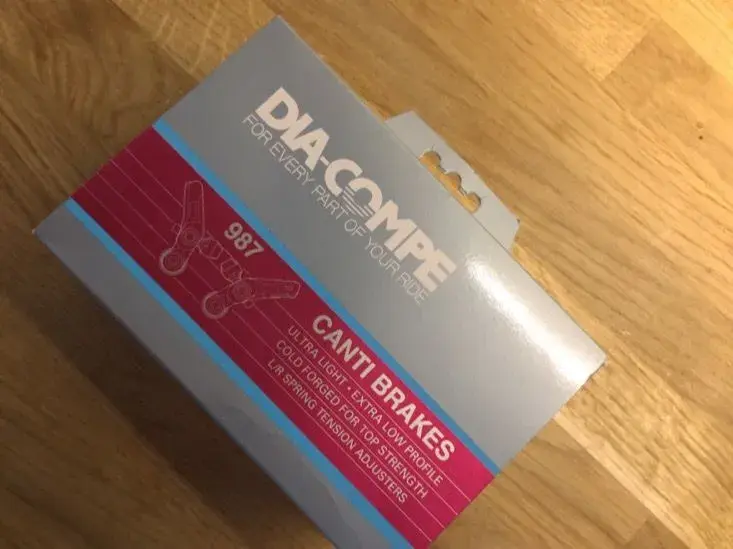 DIA-COMPE
FOR EVERY PART OF YOUR RIDE
987
CANTI BRAKES
ULTRA LIGHT, EXTRA LOW PROFILE
COLD FORGED FOR TOP STRENGTH
L/R SPRING TENSION ADJUSTERS